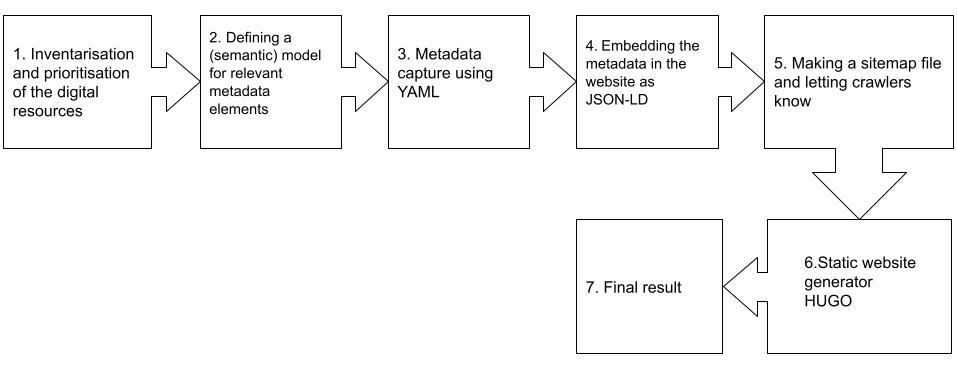 1. Inventarisation
and prioritisation
of the digital
resources
2. Defining a
(semantic) model
for relevant
metadata
elements
3. Metadata
capture using
YAML
4. Embedding the
metadata in the
website as
JSON-LD
5. Making a sitemap file
and letting crawlers
know
6.Static website
generator
HUGO
7. Final result